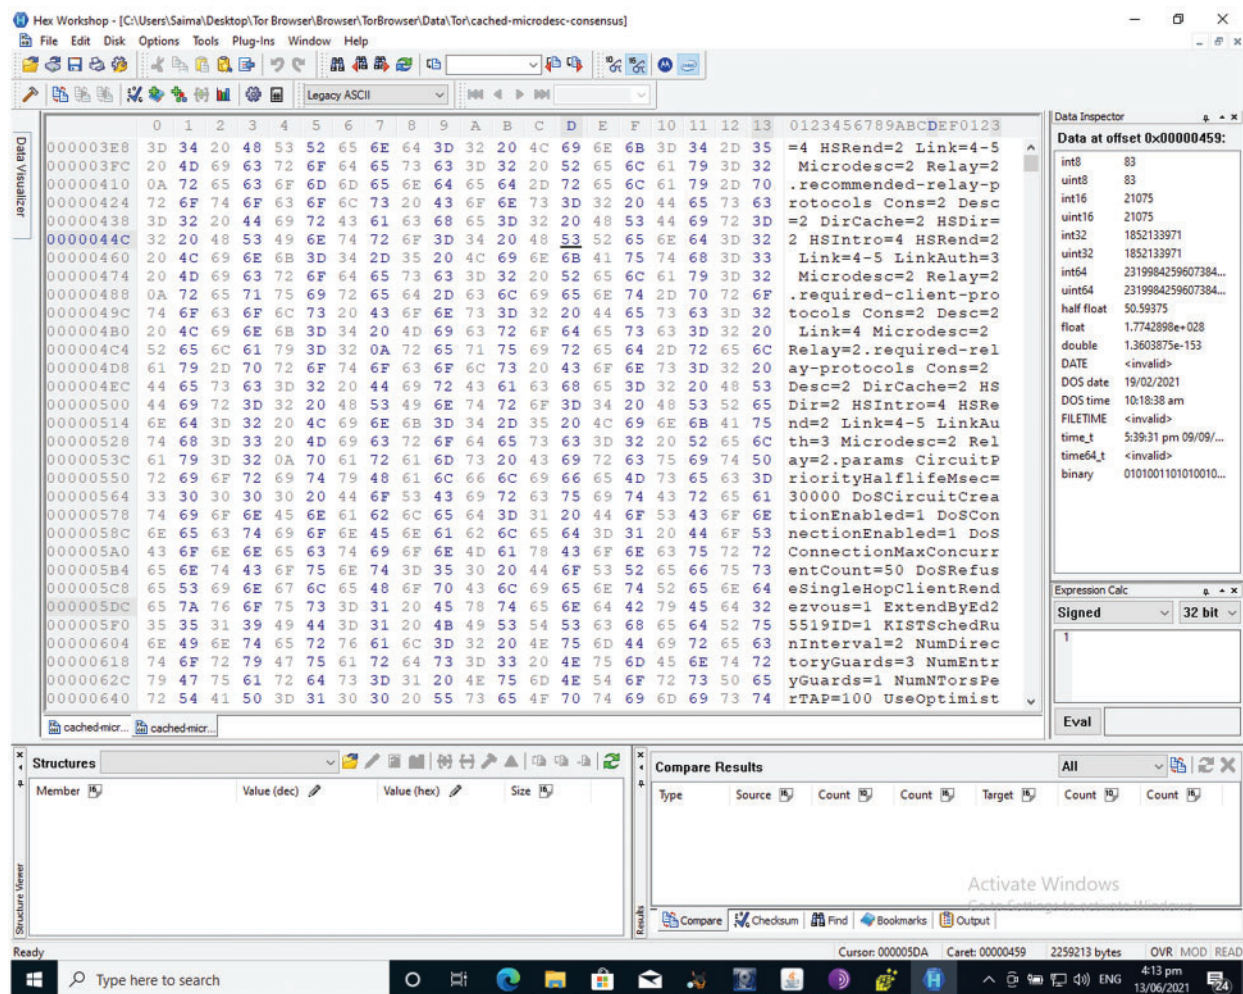 Hex Workshop - [C:\Users\Saima\Desktop\Tor Browser\Browser\TorBrowser\Data\Tor\cached-microdesc-consensus]
File Edit Disk Options Tools Plug-Ins Window Help
Legacy ASCII
Data Visualizer
0 1 2 3 4 5 6 7 8 9 A B C D E F 10 11 12 13 0123456789ABCDEF0123
000003E8 3D 34 20 48 53 52 65 6E 64 3D 32 20 4C 69 6E 6B 3D 34 2D 35 =4 HSRend=2 Link=4-5
000003FC 20 4D 69 63 72 6F 64 65 73 63 3D 32 20 52 65 6C 61 79 3D 32 Microdesc=2 Relay=2
00000410 0A 72 65 63 6F 6D 6D 65 6E 64 65 64 2D 72 65 6C 61 79 2D 70 .recommended-relay-p
00000424 72 6F 74 6F 63 6F 6C 73 20 43 6F 6E 73 3D 32 20 44 65 73 63 rotocols Cons=2 Desc
00000438 3D 32 20 44 69 72 43 61 63 68 65 3D 32 20 48 53 44 69 72 3D =2 DirCache=2 HSDir=
0000044C 32 20 48 53 49 6E 74 72 6F 3D 34 20 48 53 52 65 6E 64 3D 32 2 HSIntro=4 HSRend=2
00000460 20 4C 69 6E 6B 3D 34 2D 35 20 4C 69 6E 6B 41 75 74 68 3D 33 Link=4-5 LinkAuth=3
00000474 20 4D 69 63 72 6F 64 65 73 63 3D 32 20 52 65 6C 61 79 3D 32 Microdesc=2 Relay=2
00000488 0A 72 65 71 75 69 72 65 64 2D 63 6C 69 65 6E 74 2D 70 72 6F .required-client-pro
0000049C 74 6F 63 6F 6C 73 20 43 6F 6E 73 3D 32 20 44 65 73 63 3D 32 tocols Cons=2 Desc=2
000004B0 20 4C 69 6E 6B 3D 34 20 4D 69 63 72 6F 64 65 73 63 3D 32 20 Link=4 Microdesc=2
000004C4 52 65 6C 61 79 3D 32 0A 72 65 71 75 69 72 65 64 2D 72 65 6C Relay=2.required-rel
000004D8 61 79 2D 70 72 6F 74 6F 63 6F 6C 73 20 43 6F 6E 73 3D 32 20 ay-protocols Cons=2
000004EC 44 65 73 63 3D 32 20 44 69 72 43 61 63 68 65 3D 32 20 48 53 Desc=2 DirCache=2 HS
00000500 44 69 72 3D 32 20 48 53 49 6E 74 72 6F 3D 34 20 48 53 52 65 Dir=2 HSIntro=4 HSRe
00000514 6E 64 3D 32 20 4C 69 6E 6B 3D 34 2D 35 20 4C 69 6E 6B 41 75 nd=2 Link=4-5 LinkAu
00000528 74 68 3D 33 20 4D 69 63 72 6F 64 65 73 63 3D 32 20 52 65 6C th=3 Microdesc=2 Rel
0000053C 61 79 3D 32 0A 70 61 72 61 6D 73 20 43 69 72 63 75 69 74 50 ay=2.params CircuitP
00000550 72 69 6F 72 69 74 79 48 61 6C 66 6C 69 66 65 4D 73 65 63 3D riorityHalflifeMsec=
00000564 33 30 30 30 30 20 44 6F 53 43 69 72 63 75 69 74 43 72 65 61 30000 DoSCircuitCrea
00000578 74 69 6F 6E 45 6E 61 62 6C 65 64 3D 31 20 44 6F 53 43 6F 6E tionEnabled=1 DoSCon
0000058C 6E 65 63 74 69 6F 6E 45 6E 61 62 6C 65 64 3D 31 20 44 6F 53 nectionEnabled=1 DoS
000005A0 43 6F 6E 6E 65 63 74 69 6F 6E 4D 61 78 43 6F 6E 63 75 72 72 ConnectionMaxConcurr
000005B4 65 6E 74 43 6F 75 6E 74 3D 35 30 20 44 6F 53 52 65 66 75 73 entCount=50 DoSRefus
000005C8 65 53 69 6E 67 6C 65 48 6F 70 43 6C 69 65 6E 74 52 65 6E 64 eSingleHopClientRend
000005DC 65 7A 76 6F 75 73 3D 31 20 45 78 74 65 6E 64 42 79 45 64 32 ezvous=1 ExtendByEd2
000005F0 35 35 31 39 49 44 3D 31 20 4B 49 53 54 53 63 68 65 64 52 75 5519ID=1 KISTSchedRu
00000604 6E 49 6E 74 65 72 76 61 6C 3D 32 20 4E 75 6D 44 69 72 65 63 nInterval=2 NumDirec
00000618 74 6F 72 79 47 75 61 72 64 73 3D 33 20 4E 75 6D 45 6E 74 72 toryGuards=3 NumEntr
0000062C 79 47 75 61 72 64 73 3D 31 20 4E 75 6D 4E 54 6F 72 73 50 65 yGuards=1 NumNTorsPe
00000640 72 54 41 50 3D 31 30 30 20 55 73 65 4F 70 74 69 6D 69 73 74 rTAP=100 UseOptimist
cached-micr... cached-micr...
Data Inspector
Data at offset 0x00000459:
int8 83
uint8 83
int16 21075
uint16 21075
int32 1852133971
uint32 1852133971
int64 2319984259607384...
uint64 2319984259607384...
half float 50.59375
float 1.7742898e+028
double 1.3603875e-153
DATE <invalid>
DOS date 19/02/2021
DOS time 10:18:38 am
FILETIME <invalid>
time_t 5:39:31 pm 09/09/...
time64_t <invalid>
binary 0101001101010010...
Expression Calc
Signed 32 bit
1
Eval
Structures
Member Value (dec) Value (hex) Size
Structure Viewer
Compare Results All
Type Source Count Count Target Count Count
Results
Activate Windows
Go to Settings to activate Windows.
Compare Checksum Find Bookmarks Output
Ready Cursor: 000005DA Caret: 00000459 2259213 bytes OVR MOD READ
Type here to search
ENG 4:13 pm
13/06/2021
24